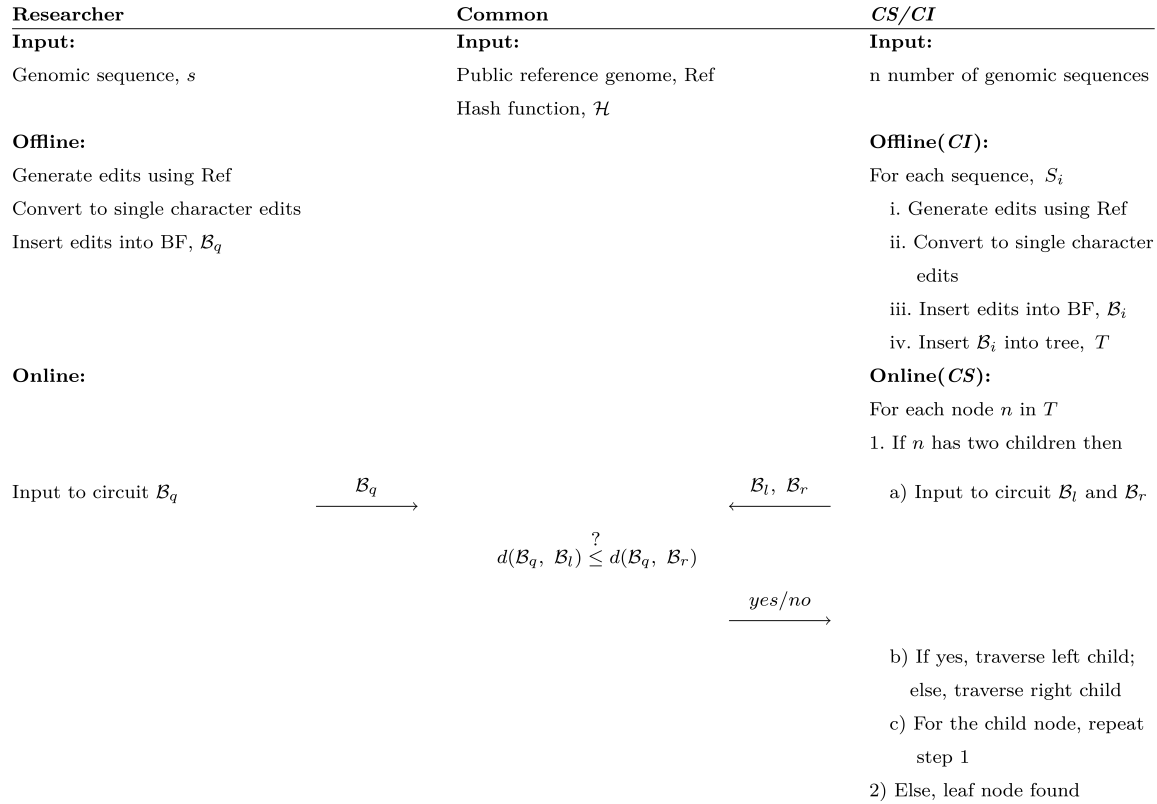 Researcher Common CS/CI
Input: Input: Input:
Genomic sequence, s Public reference genome, Ref n number of genomic sequences
Hash function, ℋ
Offline: Offline(CI):
Generate edits using Ref For each sequence, S_i
Convert to single character edits i. Generate edits using Ref
Insert edits into BF, ℬ_q ii. Convert to single character
edits
iii. Insert edits into BF, ℬ_i
iv. Insert ℬ_i into tree, T
Online: Online(CS):
For each node n in T
1. If n has two children then
Input to circuit ℬ_q ℬ_q → ← ℬ_l, ℬ_r a) Input to circuit ℬ_l and ℬ_r
?
d(ℬ_q, ℬ_l) ≤ d(ℬ_q, ℬ_r)
yes/no →
b) If yes, traverse left child;
else, traverse right child
c) For the child node, repeat
step 1
2) Else, leaf node found